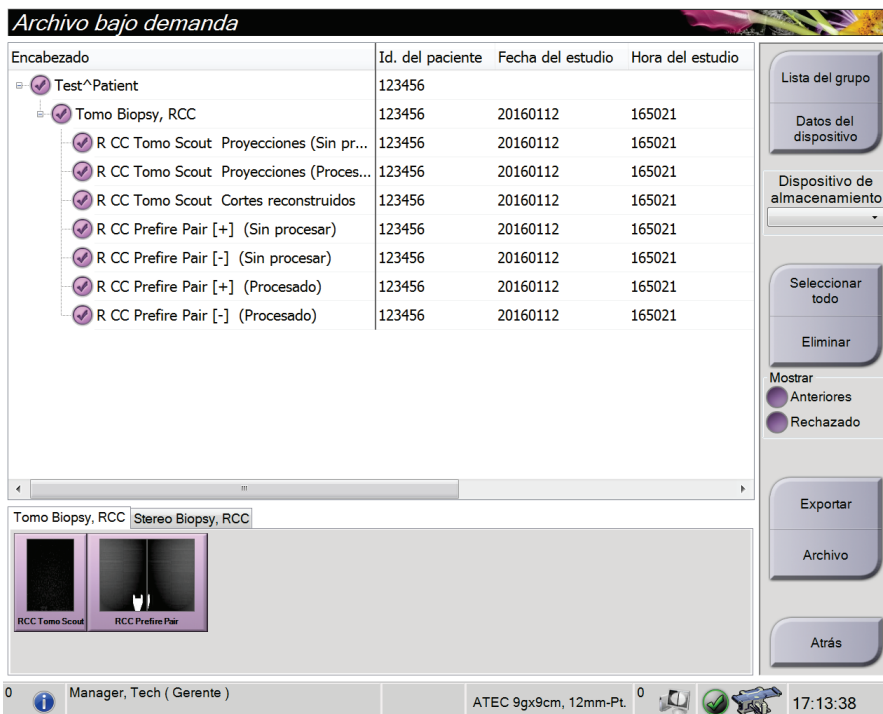 Archivo bajo demanda
Encabezado Id. del paciente Fecha del estudio Hora del estudio
Test^Patient 123456
Tomo Biopsy, RCC 123456 20160112 165021
R CC Tomo Scout Proyecciones (Sin pr... 123456 20160112 165021
R CC Tomo Scout Proyecciones (Proces... 123456 20160112 165021
R CC Tomo Scout Cortes reconstruidos 123456 20160112 165021
R CC Prefire Pair [+] (Sin procesar) 123456 20160112 165021
R CC Prefire Pair [-] (Sin procesar) 123456 20160112 165021
R CC Prefire Pair [+] (Procesado) 123456 20160112 165021
R CC Prefire Pair [-] (Procesado) 123456 20160112 165021
Lista del grupo
Datos del
dispositivo
Dispositivo de
almacenamiento
Seleccionar
todo
Eliminar
Mostrar
Anteriores
Rechazado
Exportar
Archivo
Atrás
Tomo Biopsy, RCC Stereo Biopsy, RCC
RCC Tomo Scout RCC Prefire Pair
0 Manager, Tech ( Gerente ) ATEC 9gx9cm, 12mm-Pt. 0 17:13:38